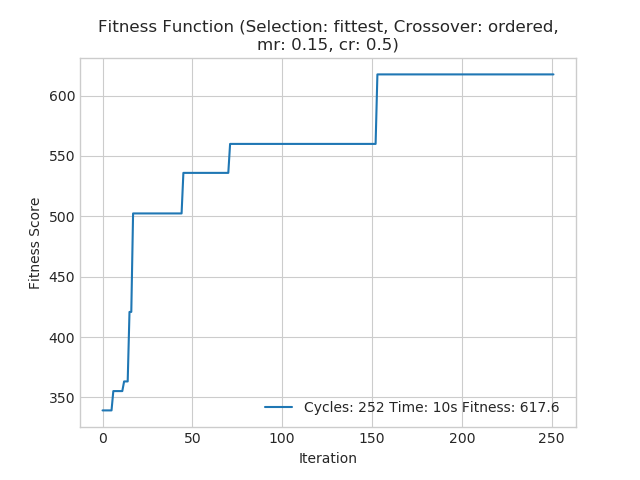 Fitness Function (Selection: fittest, Crossover: ordered,
mr: 0.15, cr: 0.5)
Fitness Score
600
550
500
450
400
350
Cycles: 252 Time: 10s Fitness: 617.6
0 50 100 150 200 250
Iteration